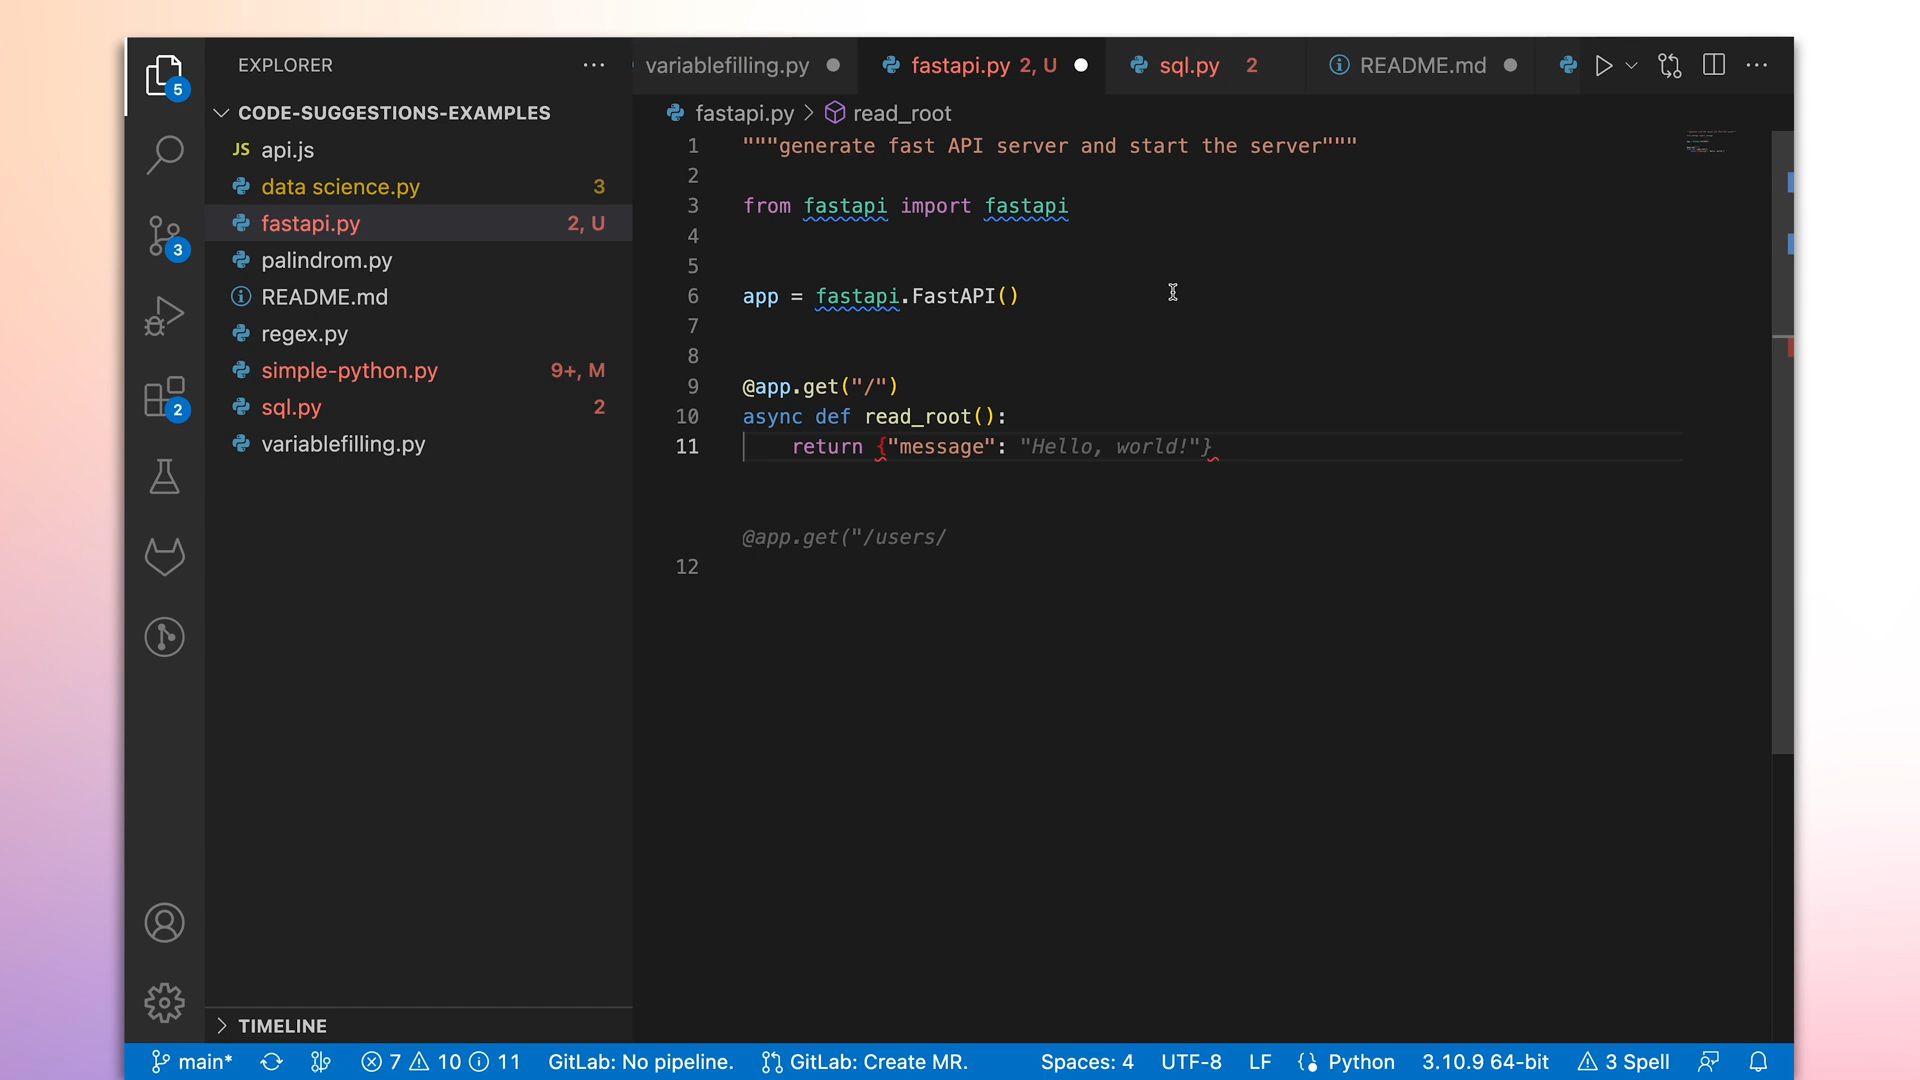 EXPLORER
variablefilling.py
fastapi.py 2, U
sql.py 2
README.md
5
CODE-SUGGESTIONS-EXAMPLES
fastapi.py > read_root
JS api.js
data science.py 3
fastapi.py 2, U
palindrom.py
README.md
regex.py
simple-python.py 9+, M
sql.py 2
variablefilling.py
3
2
1 """generate fast API server and start the server"""
2
3 from fastapi import fastapi
4
5
6 app = fastapi.FastAPI()
7
8
9 @app.get("/")
10 async def read_root():
11 return {"message": "Hello, world!"}
@app.get("/users/
12
TIMELINE
main* 7 10 11 GitLab: No pipeline. GitLab: Create MR. Spaces: 4 UTF-8 LF Python 3.10.9 64-bit 3 Spell